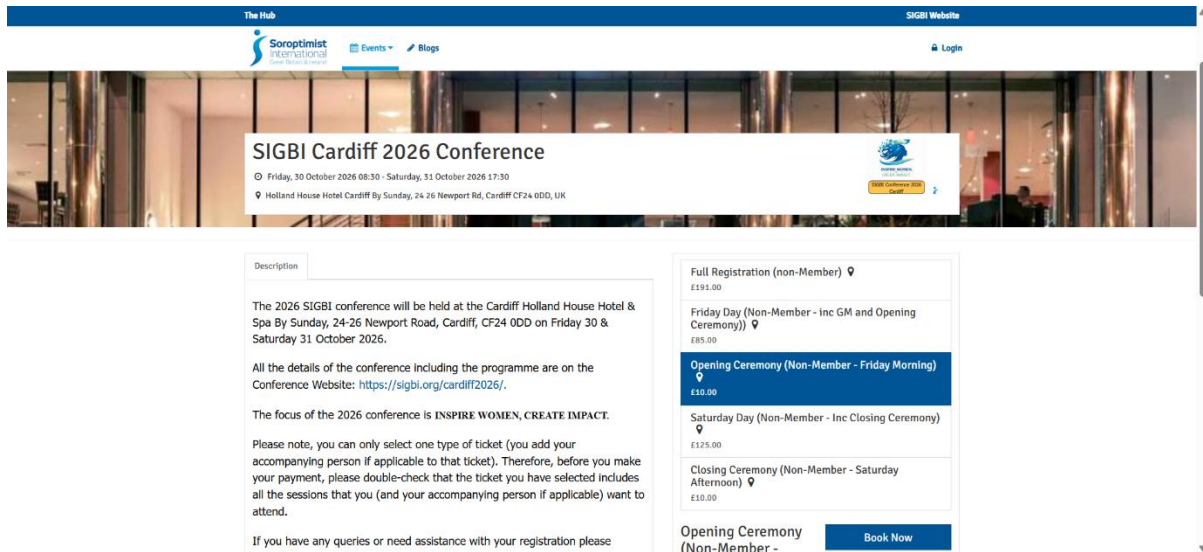 The Hub
SIGBI Website
Soroptimist
International
Great Britain & Ireland
Events
Blogs
Login
SIGBI Cardiff 2026 Conference
Friday, 30 October 2026 08:30 - Saturday, 31 October 2026 17:30
Holland House Hotel Cardiff By Sunday, 24 26 Newport Rd, Cardiff CF24 0DD, UK
INSPIRE WOMEN,
CREATE IMPACT
SIGBI Conference 2026
Cardiff
Description
The 2026 SIGBI conference will be held at the Cardiff Holland House Hotel &
Spa By Sunday, 24-26 Newport Road, Cardiff, CF24 0DD on Friday 30 &
Saturday 31 October 2026.
All the details of the conference including the programme are on the
Conference Website: https://sigbi.org/cardiff2026/.
The focus of the 2026 conference is INSPIRE WOMEN, CREATE IMPACT.
Please note, you can only select one type of ticket (you add your
accompanying person if applicable to that ticket). Therefore, before you make
your payment, please double-check that the ticket you have selected includes
all the sessions that you (and your accompanying person if applicable) want to
attend.
If you have any queries or need assistance with your registration please
Full Registration (non-Member)
£191.00
Friday Day (Non-Member - inc GM and Opening
Ceremony))
£85.00
Opening Ceremony (Non-Member - Friday Morning)
£10.00
Saturday Day (Non-Member - Inc Closing Ceremony)
£125.00
Closing Ceremony (Non-Member - Saturday
Afternoon)
£10.00
Opening Ceremony
(Non-Member -
Book Now